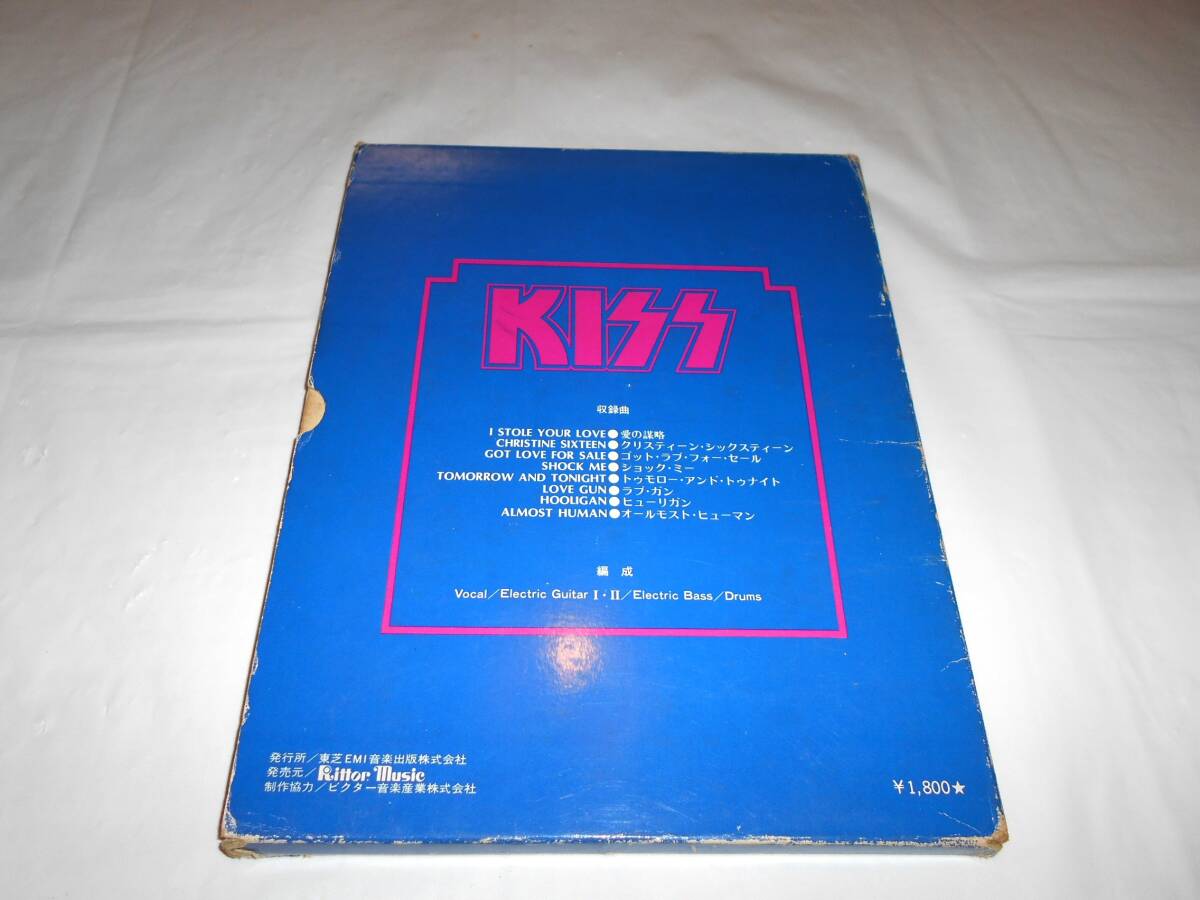 KISS
収録曲
I STOLE YOUR LOVE●愛の謀略
CHRISTINE SIXTEEN●クリスティーン・シックスティーン
GOT LOVE FOR SALE●ゴット・ラブ・フォー・セール
SHOCK ME●ショック・ミー
TOMORROW AND TONIGHT●トゥモロー・アンド・トゥナイト
LOVE GUN●ラブ・ガン
HOOLIGAN●ヒューリガン
ALMOST HUMAN●オールモスト・ヒューマン
編成
Vocal／Electric Guitar I・II／Electric Bass／Drums
発行所／東芝EMI音楽出版株式会社
発売元／Rittor Music
制作協力／ビクター音楽産業株式会社
¥1,800★